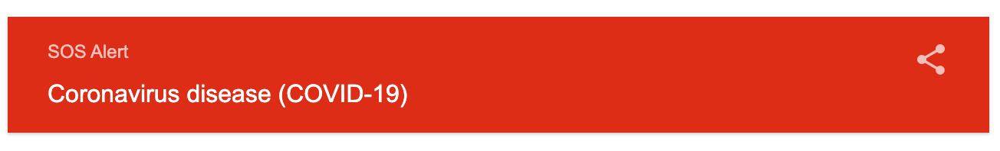 SOS Alert
Coronavirus disease (COVID-19)